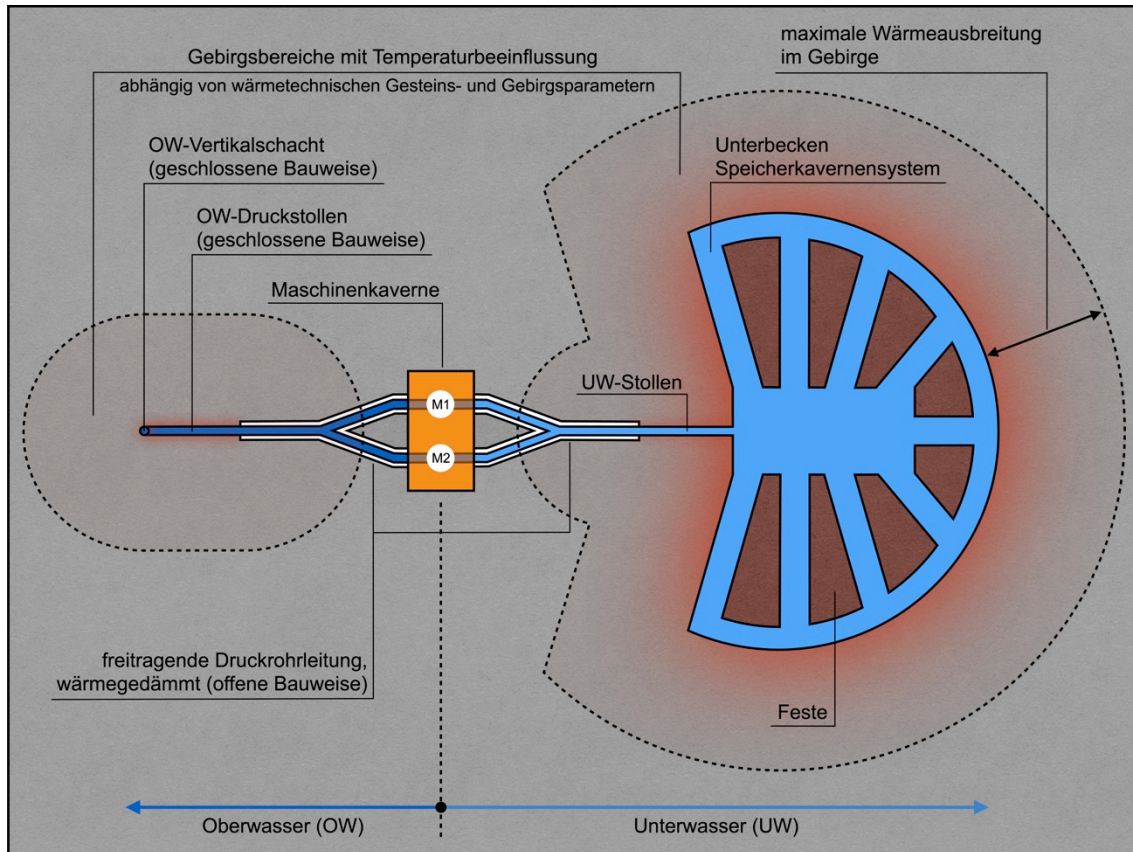 Gebirgsbereiche mit Temperaturbeeinflussung
abhängig von wärmetechnischen Gesteins- und Gebirgsparametern
maximale Wärmeausbreitung
im Gebirge
OW-Vertikalschacht
(geschlossene Bauweise)
Unterbecken
Speicherkavernensystem
OW-Druckstollen
(geschlossene Bauweise)
Maschinenkaverne
UW-Stollen
M1
M2
freitragende Druckrohrleitung,
wärmegedämmt (offene Bauweise)
Feste
Oberwasser (OW)
Unterwasser (UW)